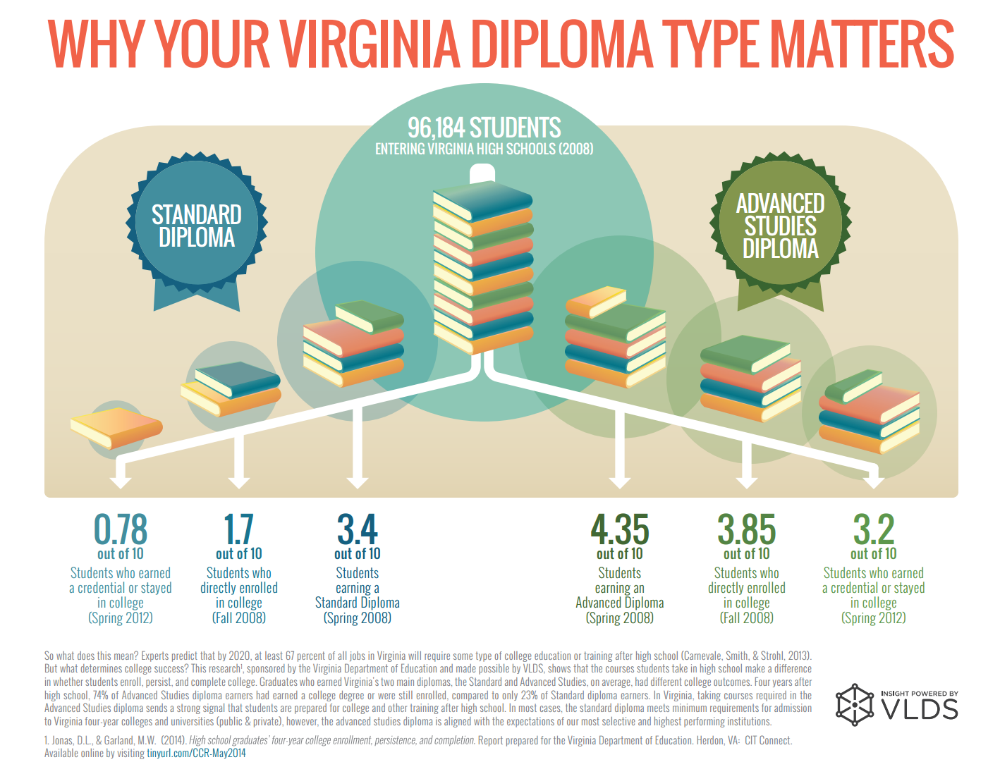 WHY YOUR VIRGINIA DIPLOMA TYPE MATTERS
96,184 STUDENTS
ENTERING VIRGINIA HIGH SCHOOLS (2008)
STANDARD
DIPLOMA
ADVANCED
STUDIES
DIPLOMA
0.78
out of 10
Students who earned
a credential or stayed
in college
(Spring 2012)
1.7
out of 10
Students who
directly enrolled
in college
(Fall 2008)
3.4
out of 10
Students
earning a
Standard Diploma
(Spring 2008)
4.35
out of 10
Students
earning an
Advanced Diploma
(Spring 2008)
3.85
out of 10
Students who
directly enrolled
in college
(Fall 2008)
3.2
out of 10
Students who earned
a credential or stayed
in college
(Spring 2012)
So what does this mean? Experts predict that by 2020, at least 67 percent of all jobs in Virginia will require some type of college education or training after high school (Carnevale, Smith, & Strohl, 2013).
But what determines college success? This research¹, sponsored by the Virginia Department of Education and made possible by VLDS, shows that the courses students take in high school make a difference
in whether students enroll, persist, and complete college. Graduates who earned Virginia's two main diplomas, the Standard and Advanced Studies, on average, had different college outcomes. Four years after
high school, 74% of Advanced Studies diploma earners had earned a college degree or were still enrolled, compared to only 23% of Standard diploma earners. In Virginia, taking courses required in the
Advanced Studies diploma sends a strong signal that students are prepared for college and other training after high school. In most cases, the standard diploma meets minimum requirements for admission
to Virginia four-year colleges and universities (public & private), however, the advanced studies diploma is aligned with the expectations of our most selective and highest performing institutions.
1. Jonas, D.L., & Garland, M.W. (2014). High school graduates' four-year college enrollment, persistence, and completion. Report prepared for the Virginia Department of Education. Herdon, VA: CIT Connect.
Available online by visiting tinyurl.com/CCR-May2014
INSIGHT POWERED BY
VLDS